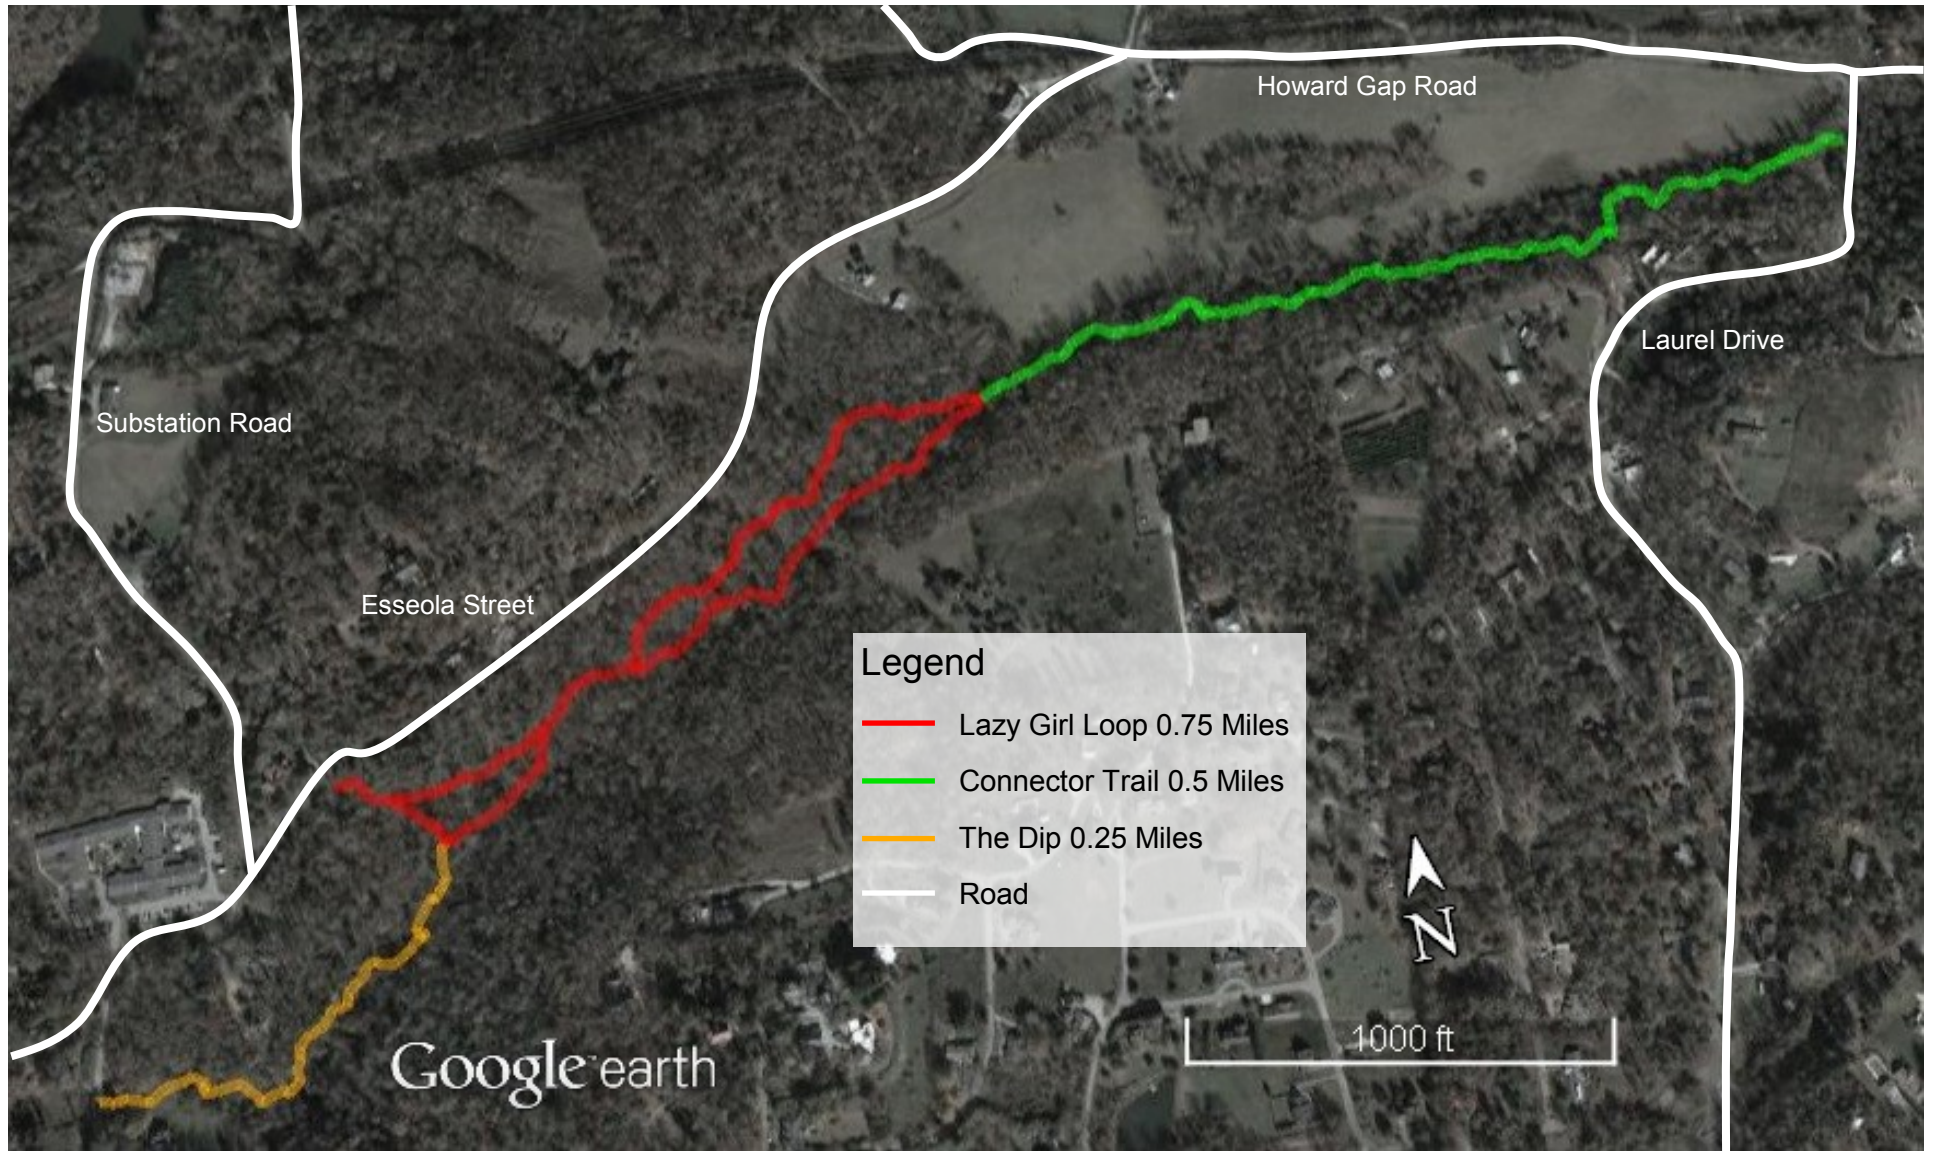 Howard Gap Road
Laurel Drive
Substation Road
Esseola Street
Legend
Lazy Girl Loop 0.75 Miles
Connector Trail 0.5 Miles
The Dip 0.25 Miles
Road
N
1000 ft
Google earth